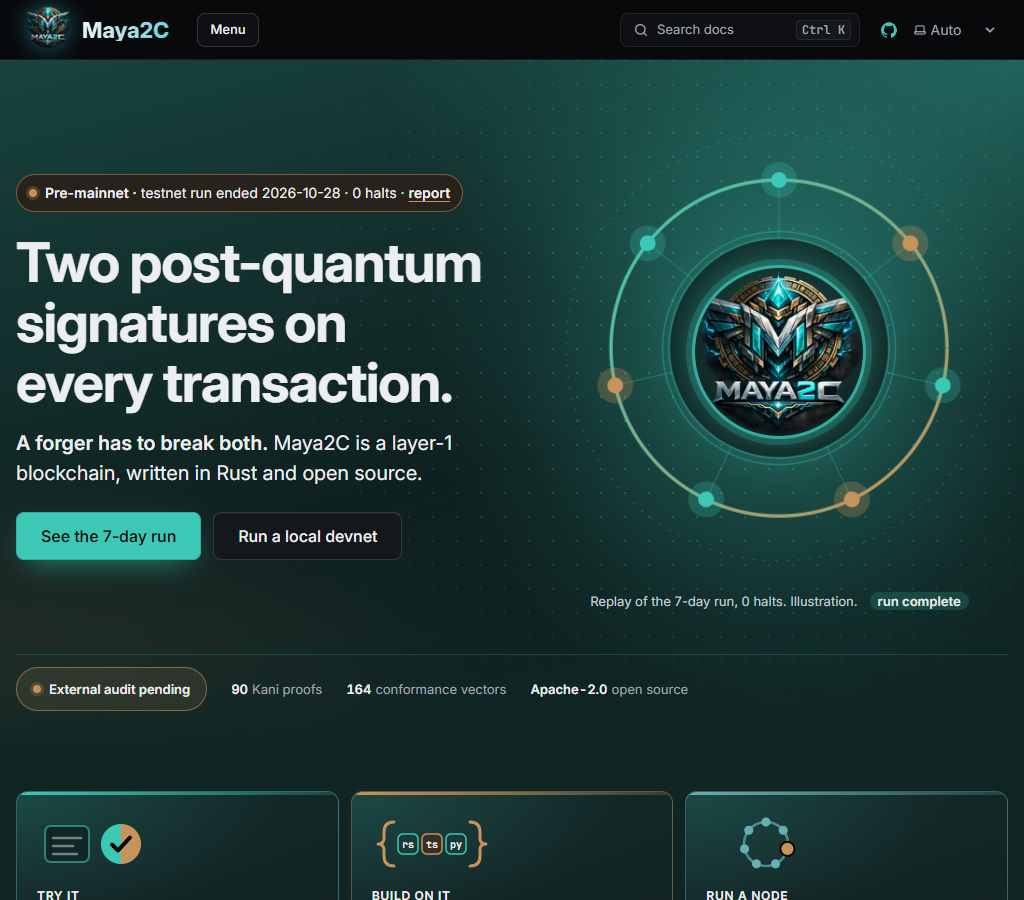 MAYA2C
Maya2C
Menu
Search docs
Ctrl K
Auto
Pre-mainnet · testnet run ended 2026-10-28 · 0 halts · report
Two post-quantum
signatures on
every transaction.
A forger has to break both. Maya2C is a layer-1
blockchain, written in Rust and open source.
See the 7-day run
Run a local devnet
MAYA2C
Replay of the 7-day run, 0 halts. Illustration.
run complete
External audit pending
90 Kani proofs
164 conformance vectors
Apache-2.0 open source
{ rs ts py }
TRY IT
BUILD ON IT
RUN A NODE